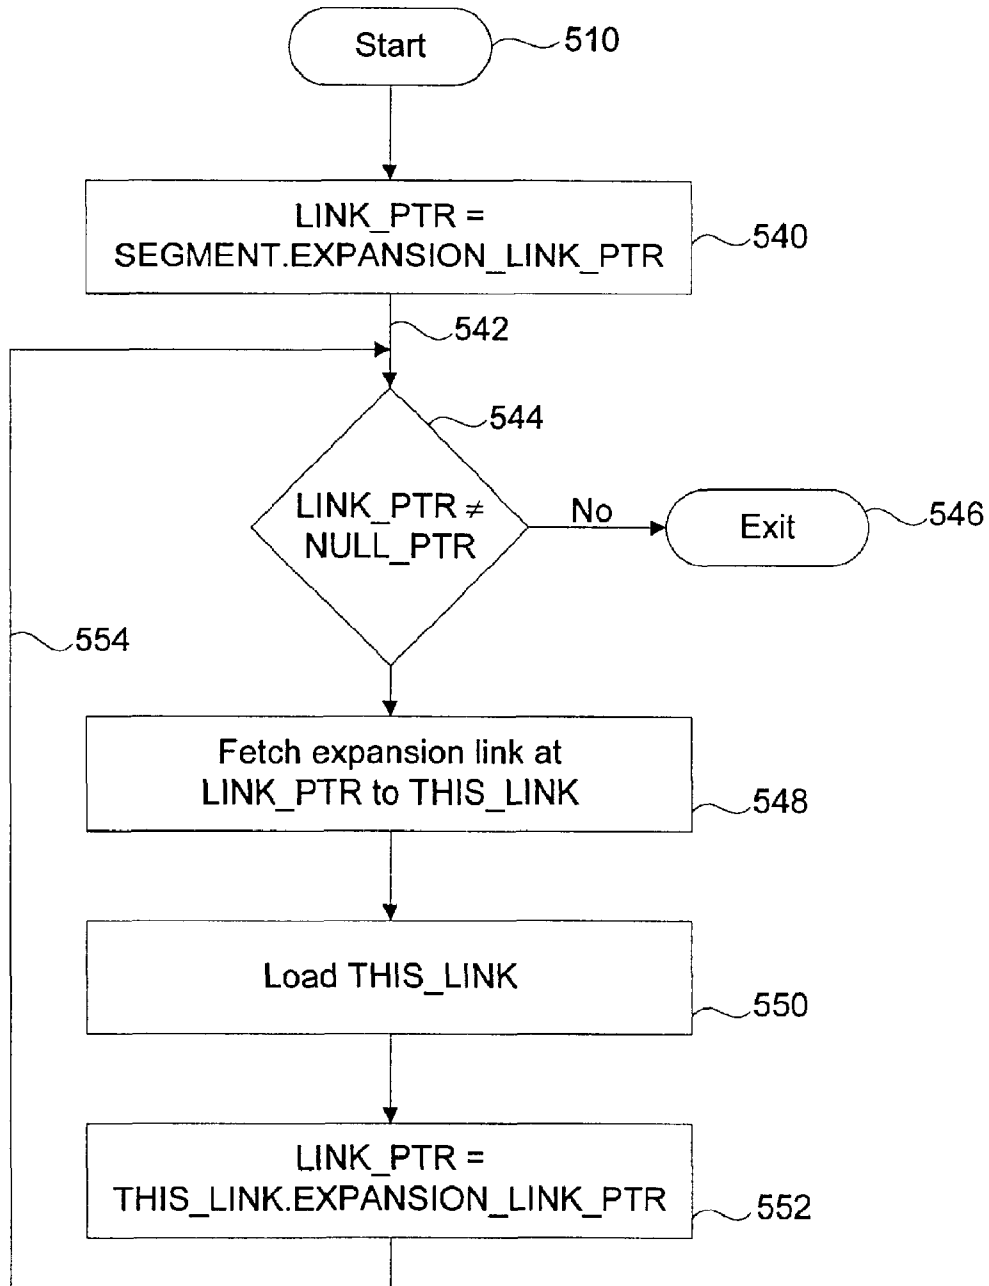 Start
510
LINK_PTR =
SEGMENT.EXPANSION_LINK_PTR
540
542
544
LINK_PTR ≠
NULL_PTR
No
Exit
546
554
Fetch expansion link at
LINK_PTR to THIS_LINK
548
Load THIS_LINK
550
LINK_PTR =
THIS_LINK.EXPANSION_LINK_PTR
552